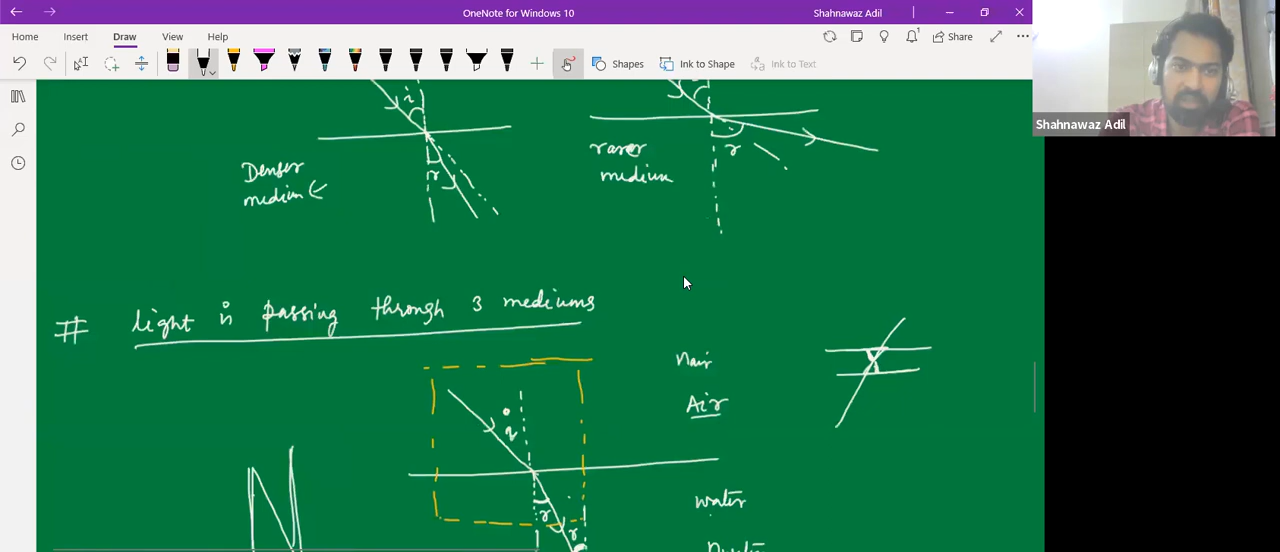 OneNote for Windows 10
Shahnawaz Adil
Home Insert Draw View Help
Share
Shapes
Ink to Shape
Ink to Text
Shahnawaz Adil
i
r
Denser
medium
r
rarer
medium
# light is passing through 3 mediums
nair
Air
i
r
r
water
N